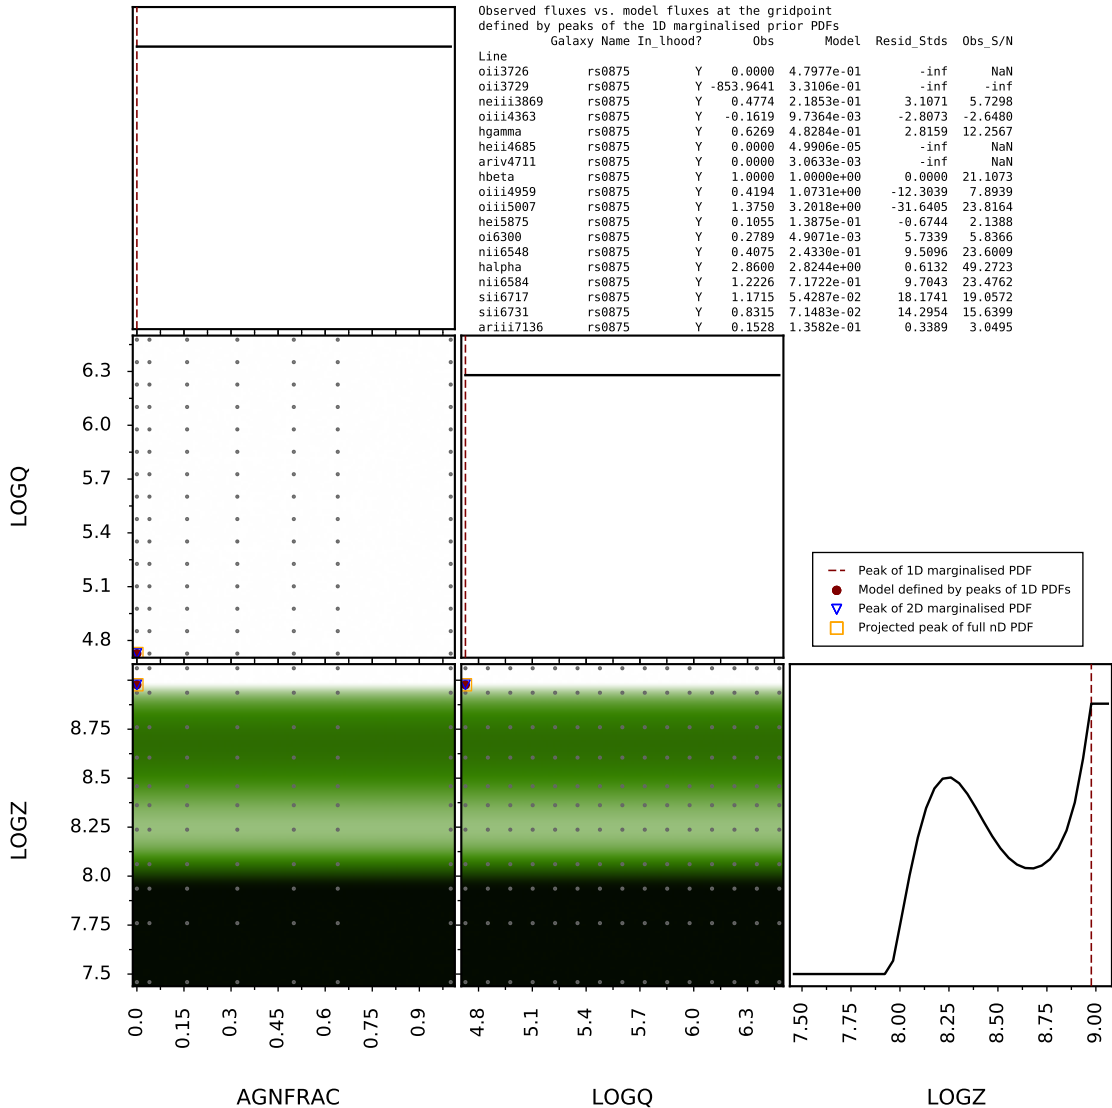 Observed fluxes vs. model fluxes at the gridpoint
defined by peaks of the 1D marginalised prior PDFs
Galaxy Name In_lhood? Obs Model Resid_Stds Obs_S/N
Line
oii3726 rs0875 Y 0.0000 4.7977e-01 -inf NaN
oii3729 rs0875 Y -853.9641 3.3106e-01 -inf -inf
neiii3869 rs0875 Y 0.4774 2.1853e-01 3.1071 5.7298
oiii4363 rs0875 Y -0.1619 9.7364e-03 -2.8073 -2.6480
hgamma rs0875 Y 0.6269 4.8284e-01 2.8159 12.2567
heii4685 rs0875 Y 0.0000 4.9906e-05 -inf NaN
ariv4711 rs0875 Y 0.0000 3.0633e-03 -inf NaN
hbeta rs0875 Y 1.0000 1.0000e+00 0.0000 21.1073
oiii4959 rs0875 Y 0.4194 1.0731e+00 -12.3039 7.8939
oiii5007 rs0875 Y 1.3750 3.2018e+00 -31.6405 23.8164
hei5875 rs0875 Y 0.1055 1.3875e-01 -0.6744 2.1388
oi6300 rs0875 Y 0.2789 4.9071e-03 5.7339 5.8366
nii6548 rs0875 Y 0.4075 2.4330e-01 9.5096 23.6009
halpha rs0875 Y 2.8600 2.8244e+00 0.6132 49.2723
nii6584 rs0875 Y 1.2226 7.1722e-01 9.7043 23.4762
sii6717 rs0875 Y 1.1715 5.4287e-02 18.1741 19.0572
sii6731 rs0875 Y 0.8315 7.1483e-02 14.2954 15.6399
ariii7136 rs0875 Y 0.1528 1.3582e-01 0.3389 3.0495
LOGQ
6.3
6.0
5.7
5.4
5.1
4.8
Peak of 1D marginalised PDF
Model defined by peaks of 1D PDFs
Peak of 2D marginalised PDF
Projected peak of full nD PDF
LOGZ
8.75
8.5
8.25
8.0
7.75
7.5
0.0 0.15 0.3 0.45 0.6 0.75 0.9
4.8 5.1 5.4 5.7 6.0 6.3
7.50 7.75 8.00 8.25 8.50 8.75 9.00
AGNFRAC LOGQ LOGZ